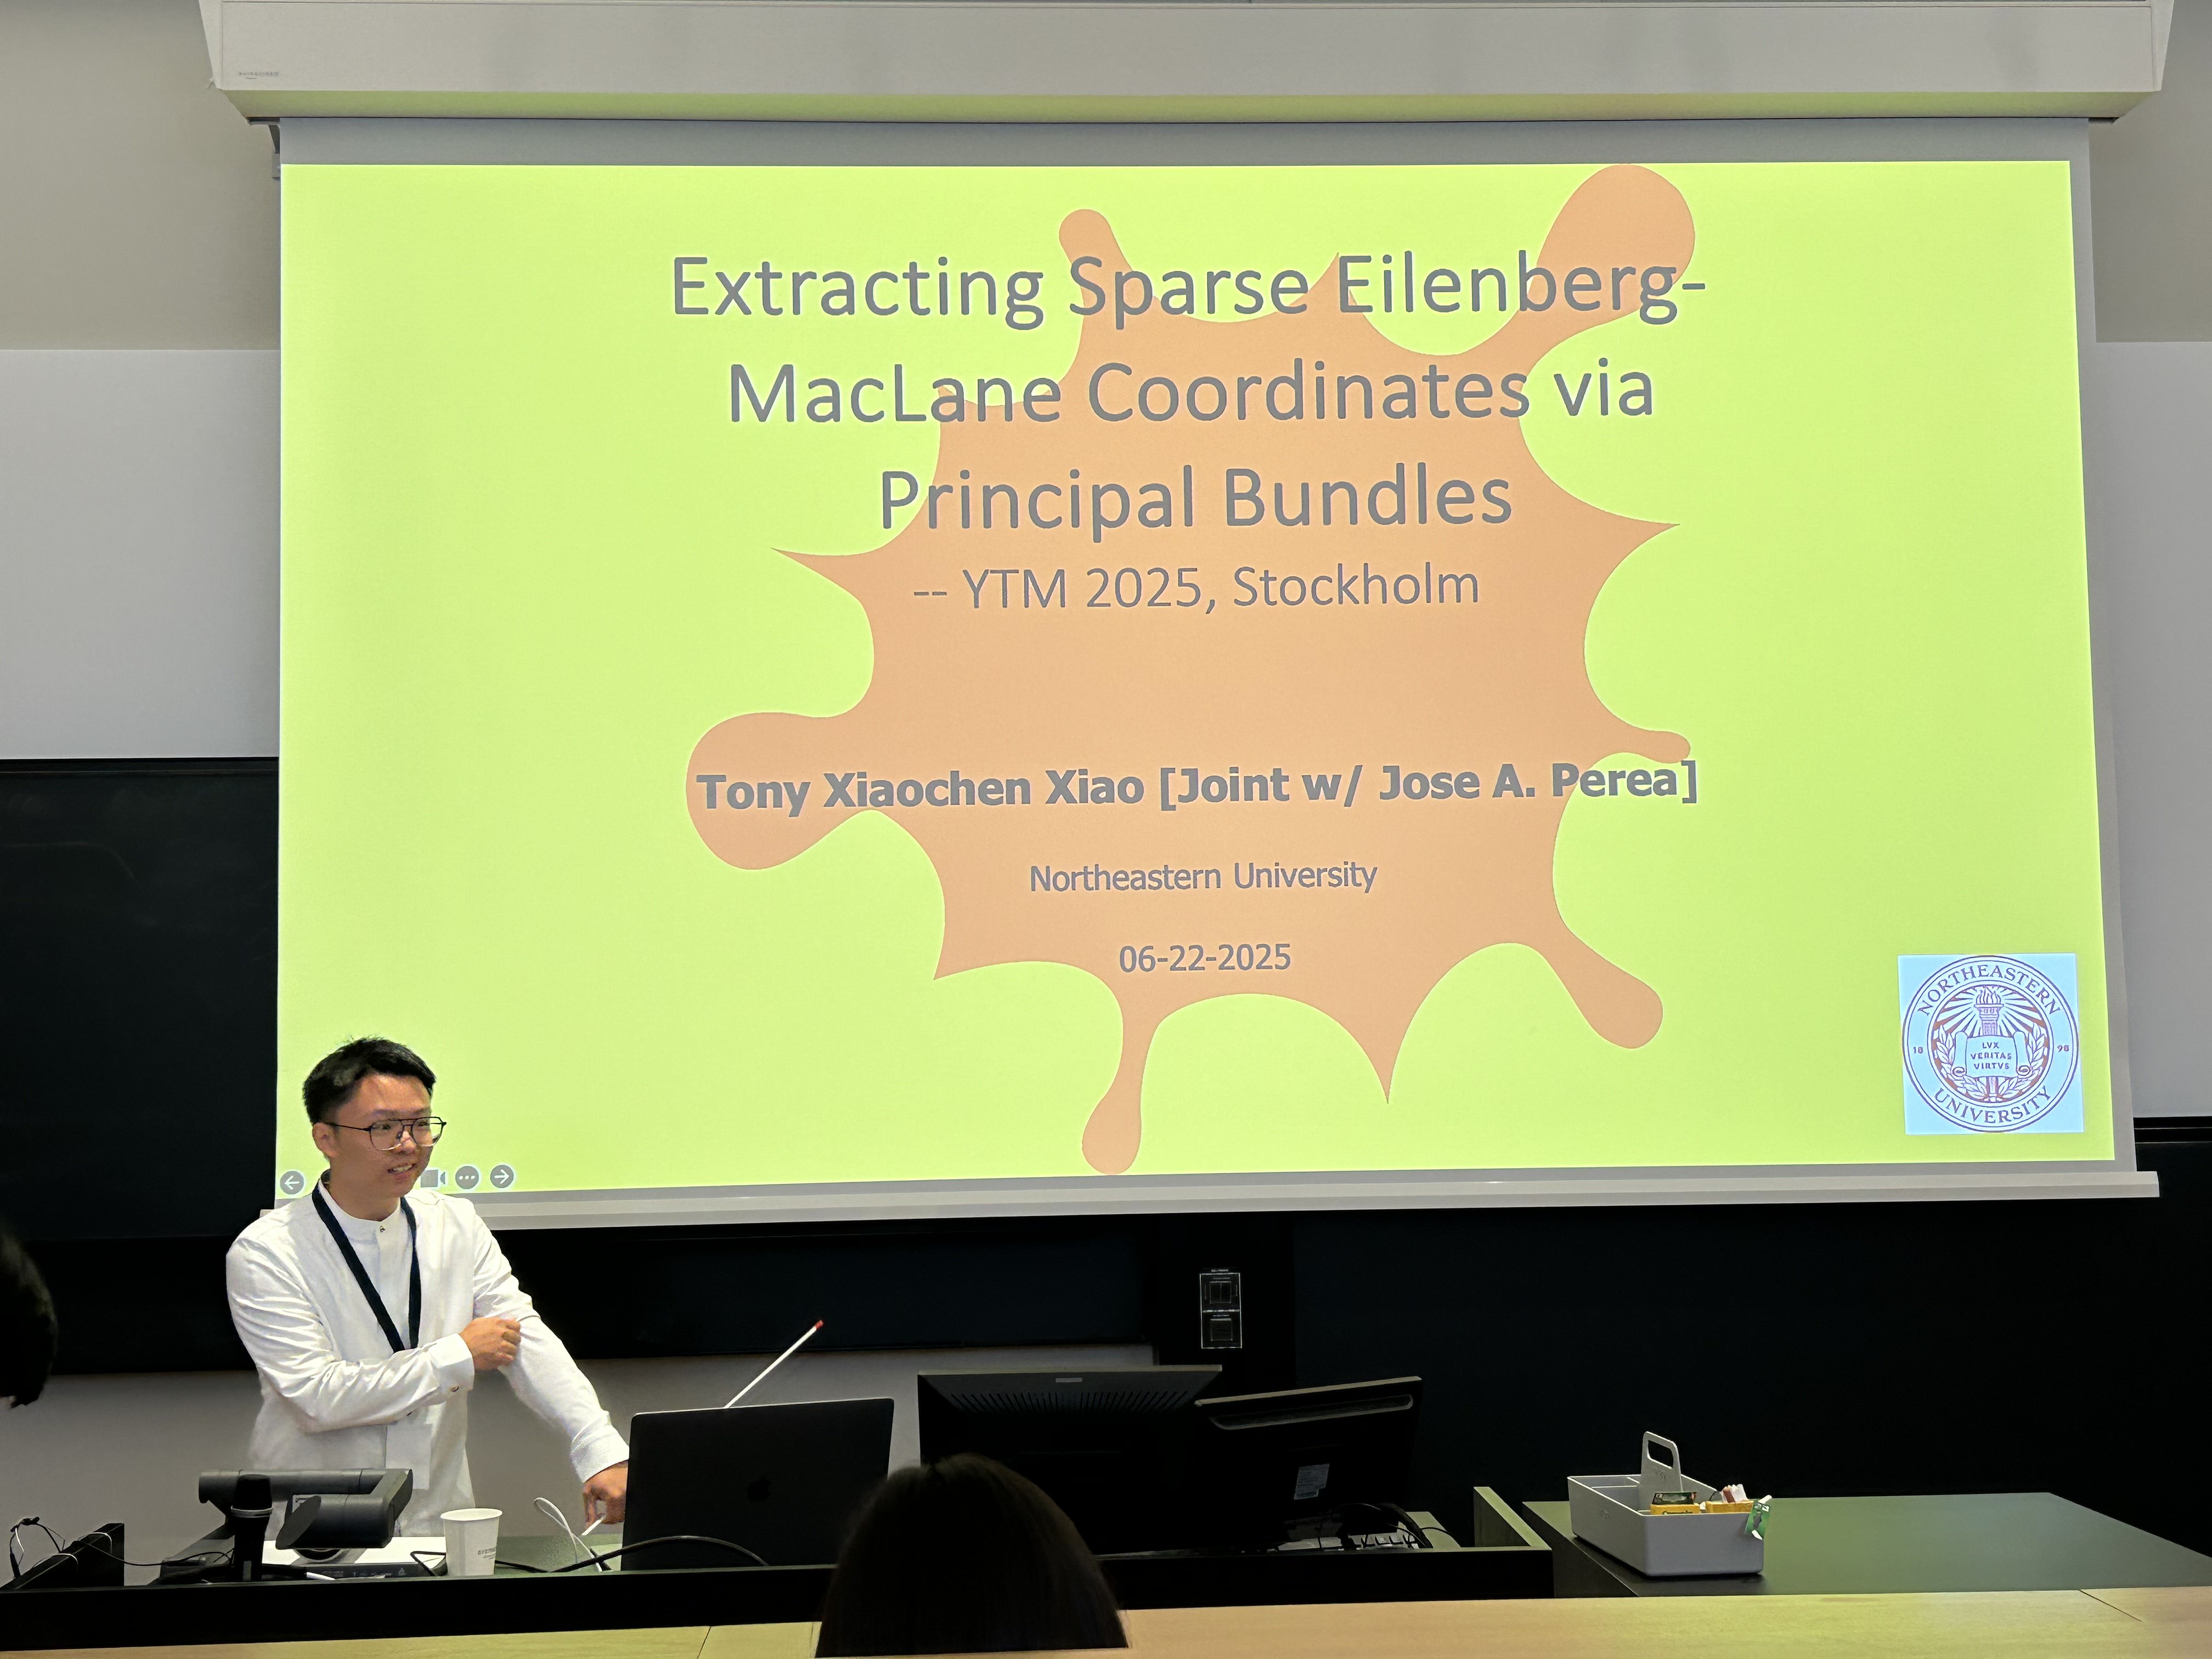 Extracting Sparse Eilenberg-
MacLane Coordinates via
Principal Bundles
-- YTM 2025, Stockholm
Tony Xiaochen Xiao [Joint w/ Jose A. Perea]
Northeastern University
06-22-2025
NORTHEASTERN
18 98
LVX
VERITAS
VIRTVS
UNIVERSITY